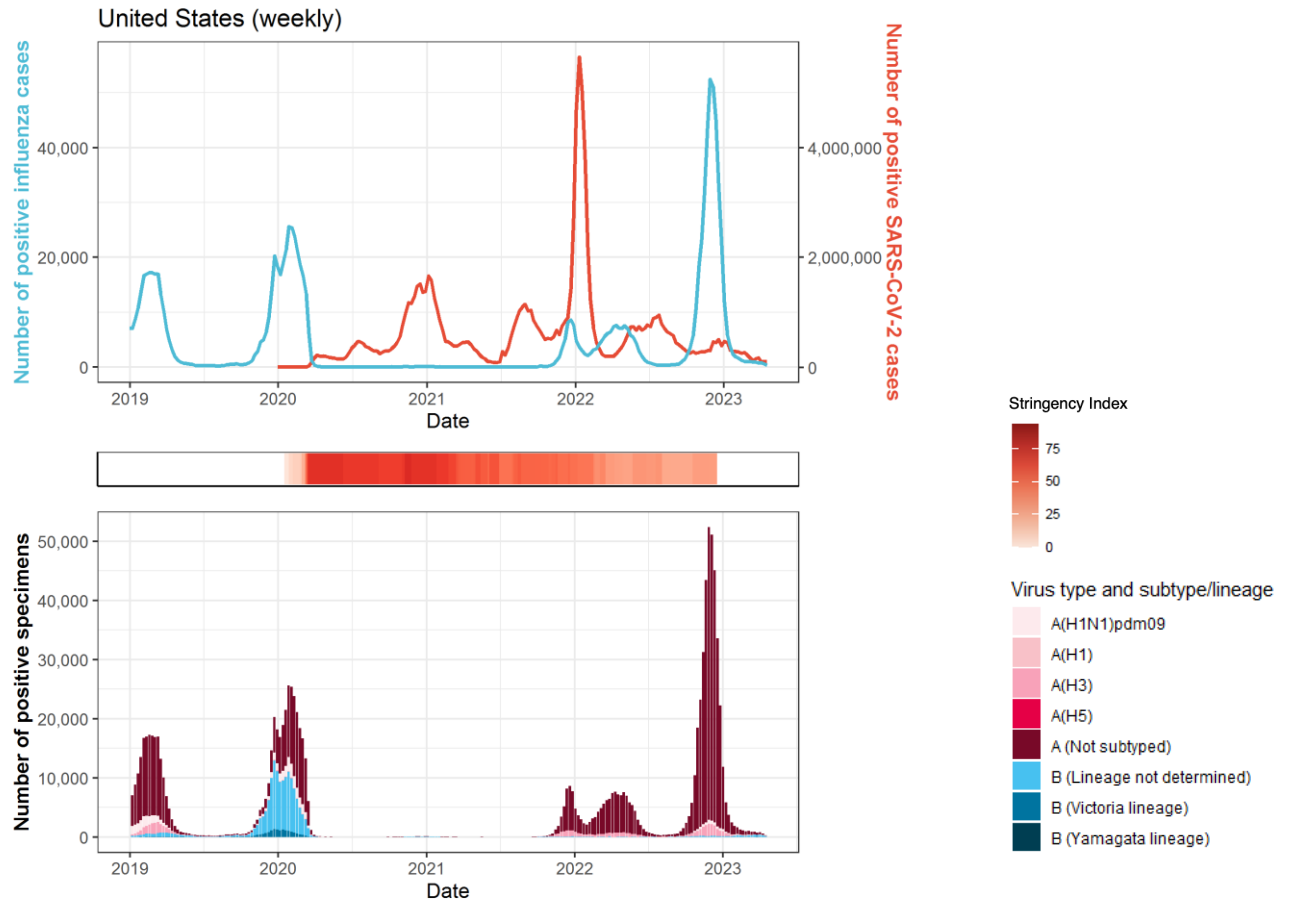 United States (weekly)
Number of positive influenza cases
40,000
20,000
0
4,000,000
2,000,000
0
Number of positive SARS-CoV-2 cases
2019 2020 2021 2022 2023
Date
Stringency Index
75
50
25
0
Number of positive specimens
50,000
40,000
30,000
20,000
10,000
0
2019 2020 2021 2022 2023
Date
Virus type and subtype/lineage
A(H1N1)pdm09
A(H1)
A(H3)
A(H5)
A (Not subtyped)
B (Lineage not determined)
B (Victoria lineage)
B (Yamagata lineage)